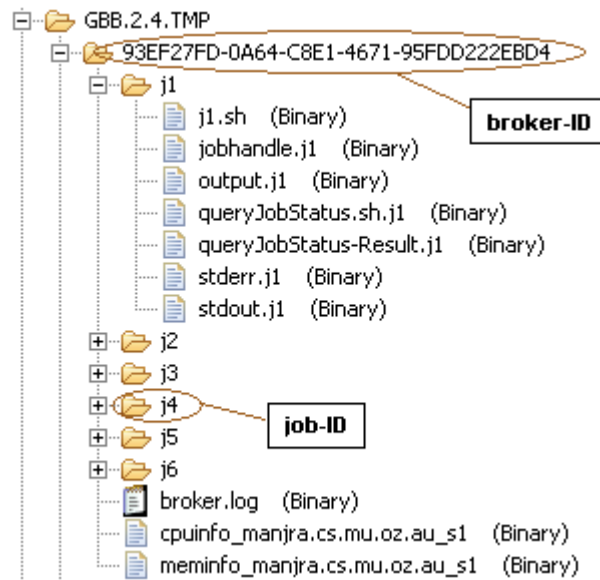 GBB.2.4.TMP
93EF27FD-0A64-C8E1-4671-95FDD222EBD4
j1
j1.sh (Binary)
broker-ID
jobhandle.j1 (Binary)
output.j1 (Binary)
queryJobStatus.sh.j1 (Binary)
queryJobStatus-Result.j1 (Binary)
stderr.j1 (Binary)
stdout.j1 (Binary)
j2
j3
j4
job-ID
j5
j6
broker.log (Binary)
cpuinfo_manjra.cs.mu.oz.au_s1 (Binary)
meminfo_manjra.cs.mu.oz.au_s1 (Binary)